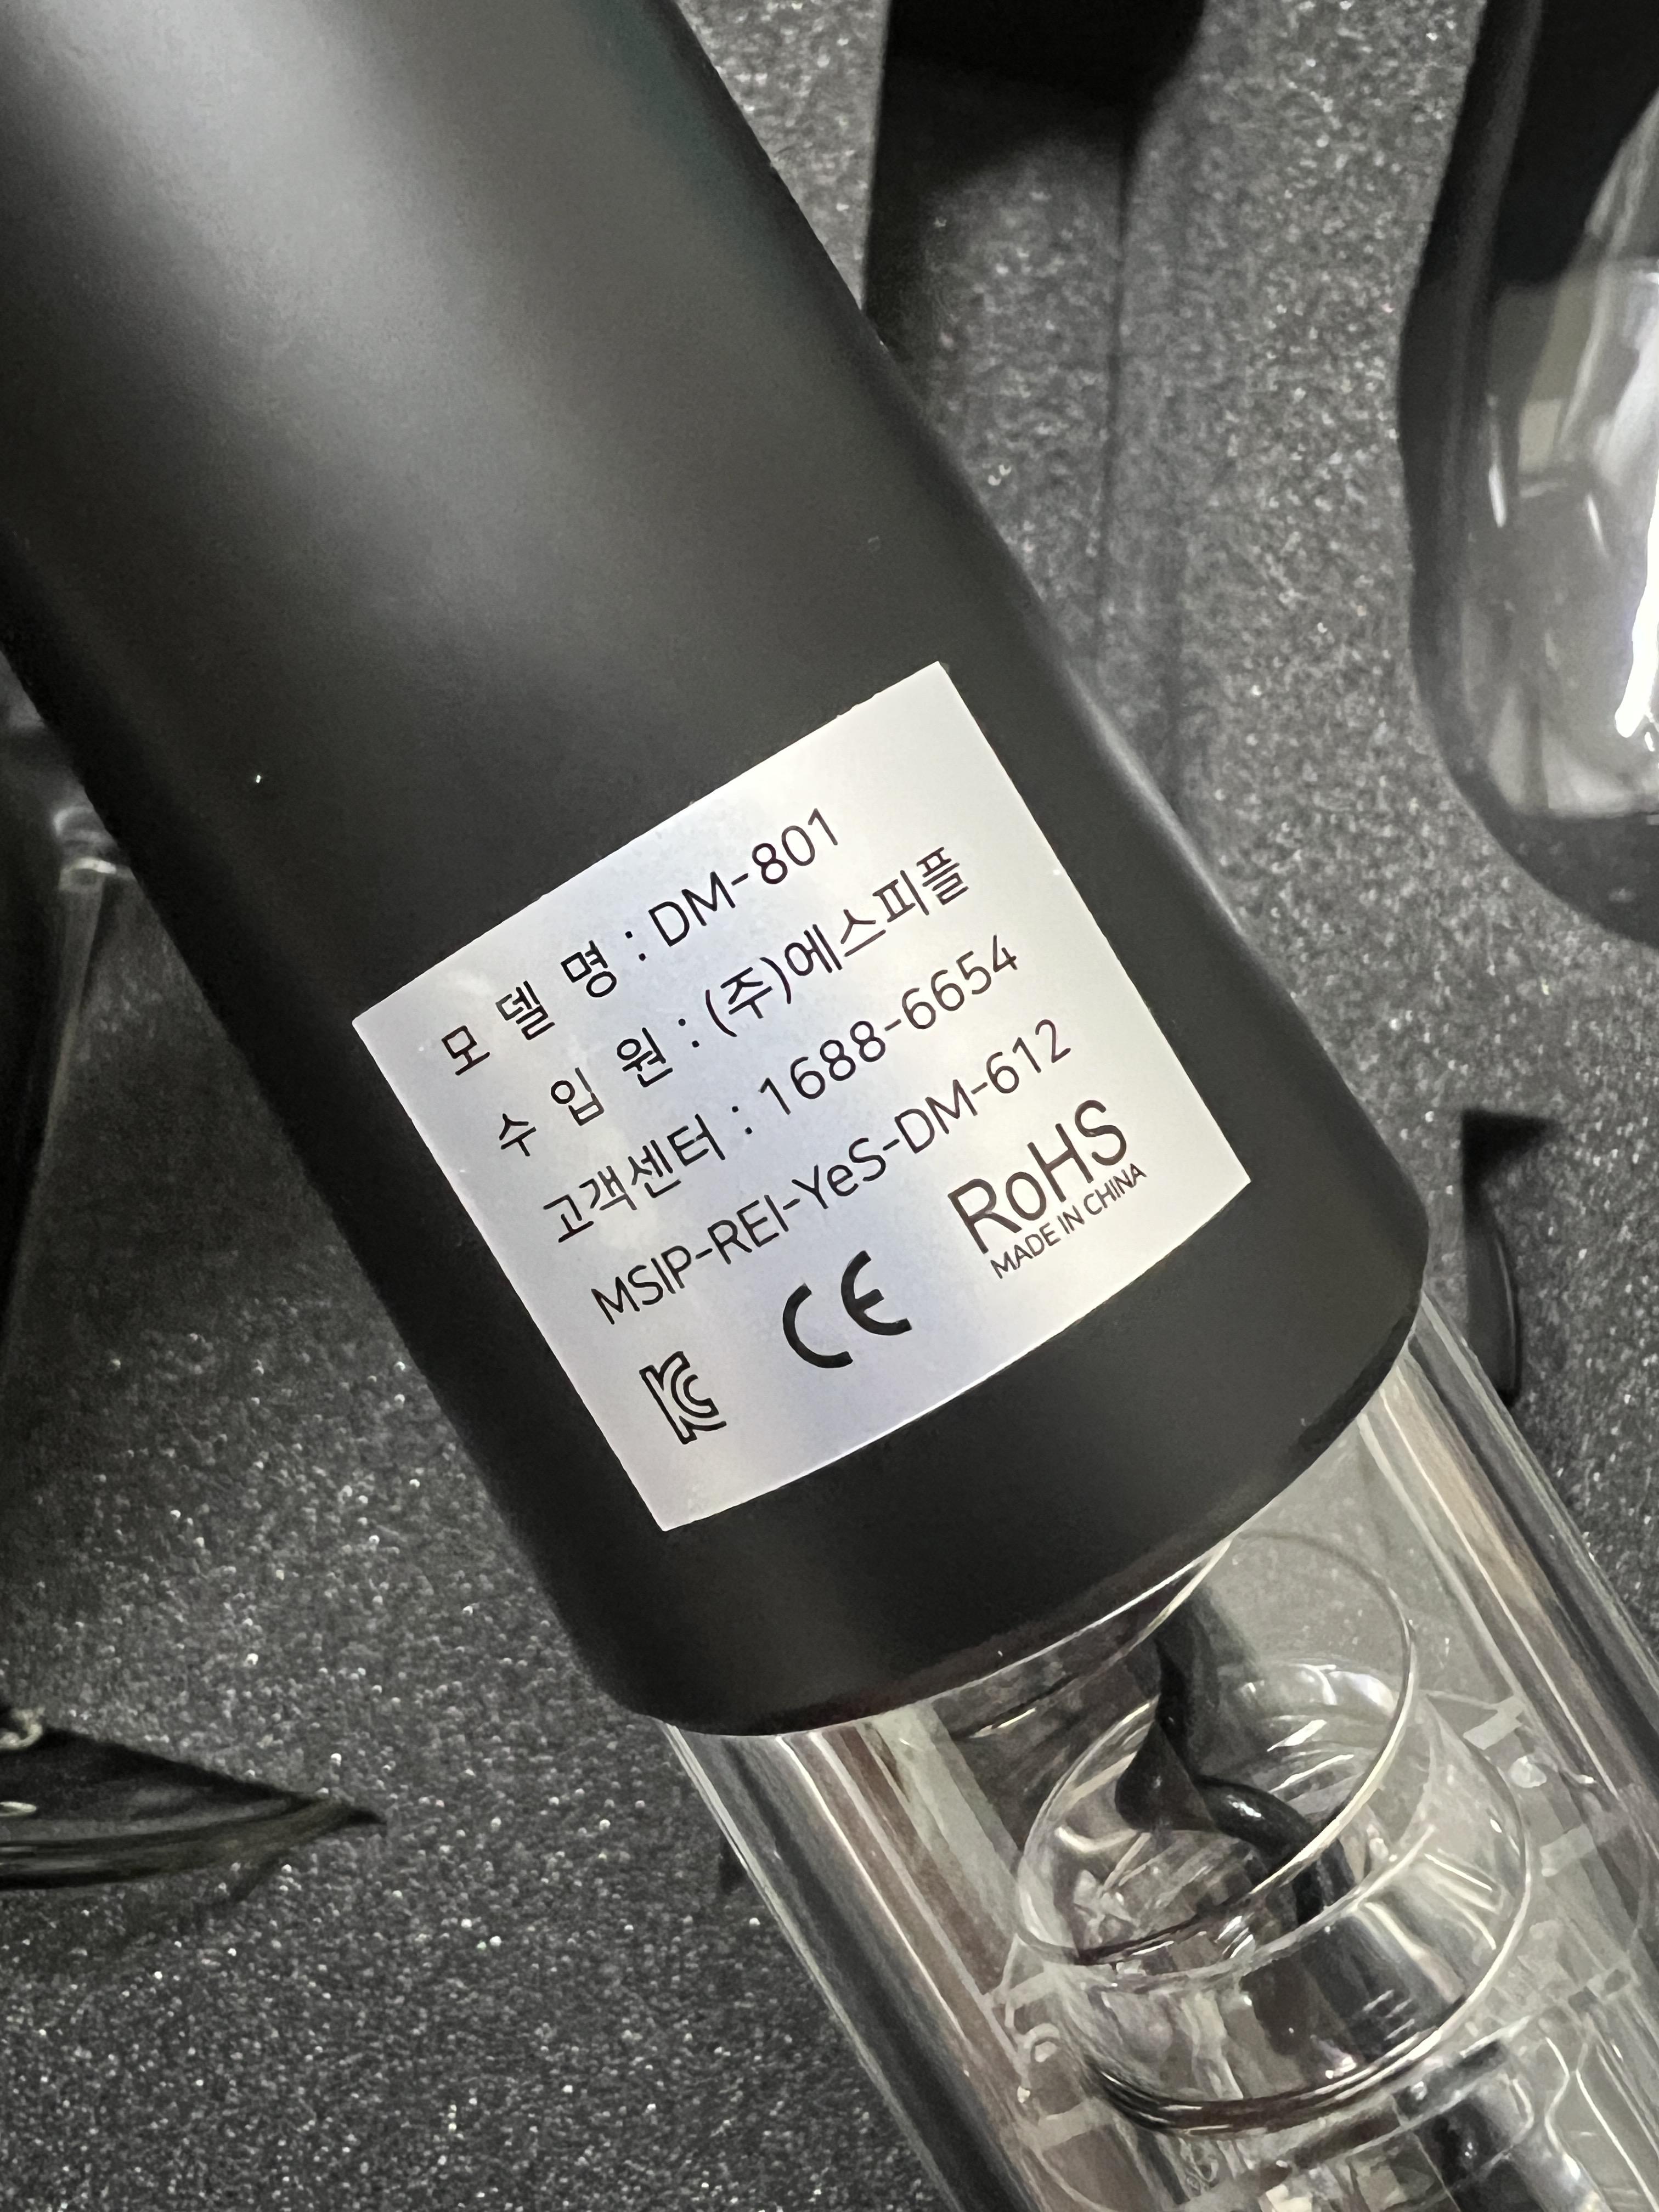 모 델 명 : DM-801
수 입 원 : (주)에스피플
고객센터 : 1688-6654
MSIP-REI-YeS-DM-612
CE RoHS
MADE IN CHINA